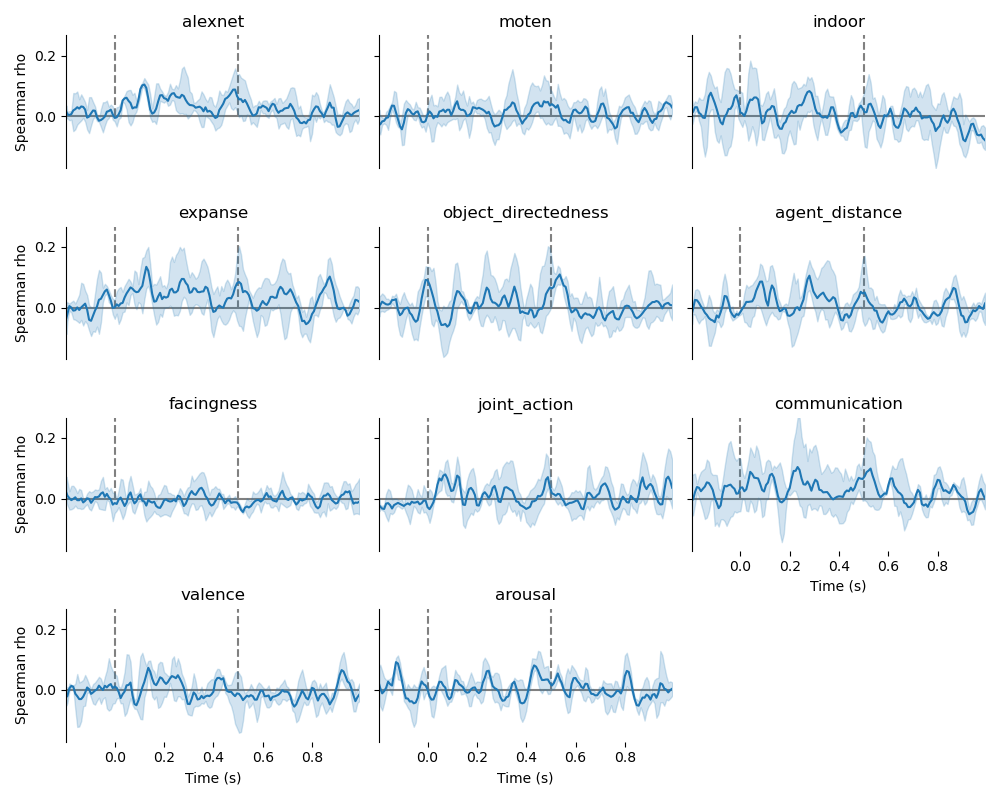 alexnet
moten
indoor
Spearman rho
0.2
0.0
expanse
object_directedness
agent_distance
Spearman rho
0.2
0.0
facingness
joint_action
communication
Spearman rho
0.2
0.0
0.0 0.2 0.4 0.6 0.8
Time (s)
valence
arousal
Spearman rho
0.2
0.0
0.0 0.2 0.4 0.6 0.8
Time (s)
0.0 0.2 0.4 0.6 0.8
Time (s)